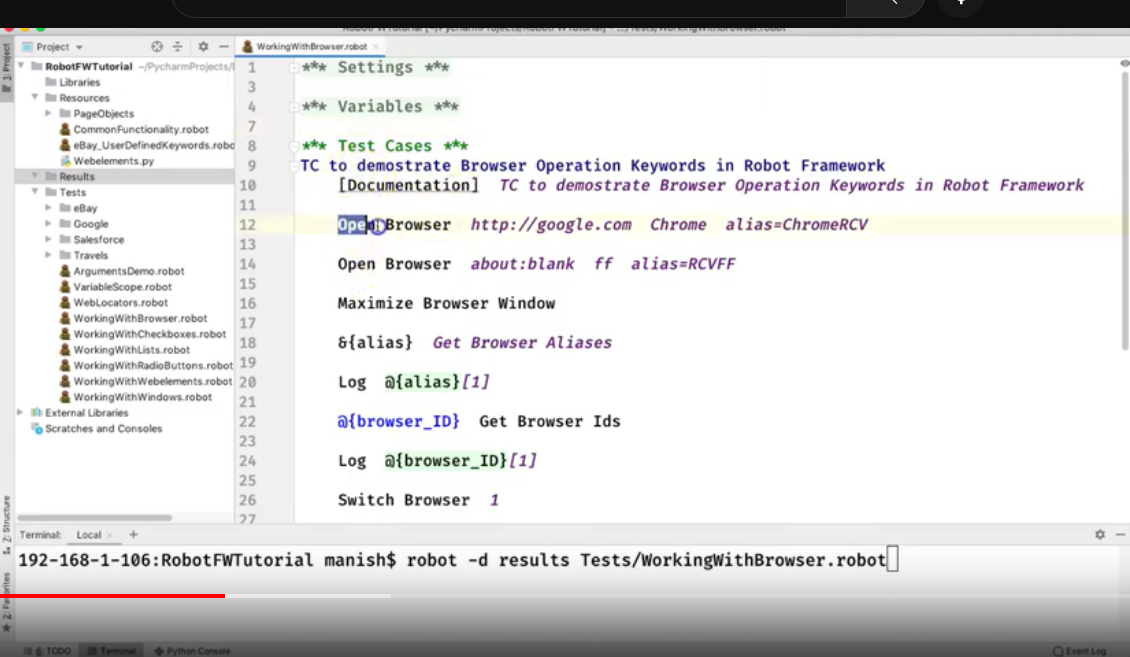 Project
WorkingWithBrowser.robot
1: Project
RobotFWTutorial ~/PycharmProjects/
Libraries
Resources
PageObjects
CommonFunctionality.robot
eBay_UserDefinedKeywords.robo
Webelements.py
Results
Tests
eBay
Google
Salesforce
Travels
ArgumentsDemo.robot
VariableScope.robot
WebLocators.robot
WorkingWithBrowser.robot
WorkingWithCheckboxes.robot
WorkingWithLists.robot
WorkingWithRadioButtons.robot
WorkingWithWebelements.robot
WorkingWithWindows.robot
External Libraries
Scratches and Consoles
1 *** Settings ***
3
4 *** Variables ***
7
8 *** Test Cases ***
9 TC to demostrate Browser Operation Keywords in Robot Framework
10 [Documentation] TC to demostrate Browser Operation Keywords in Robot Framework
11
12 Open Browser http://google.com Chrome alias=ChromeRCV
13
14 Open Browser about:blank ff alias=RCVFF
15
16 Maximize Browser Window
17
18 &{alias} Get Browser Aliases
19
20 Log @{alias}[1]
21
22 @{browser_ID} Get Browser Ids
23
24 Log @{browser_ID}[1]
25
26 Switch Browser 1
27
Z: Structure
2: Favorites
Terminal: Local +
192-168-1-106:RobotFWTutorial manish$ robot -d results Tests/WorkingWithBrowser.robot
6: TODO Terminal Python Console Event Log